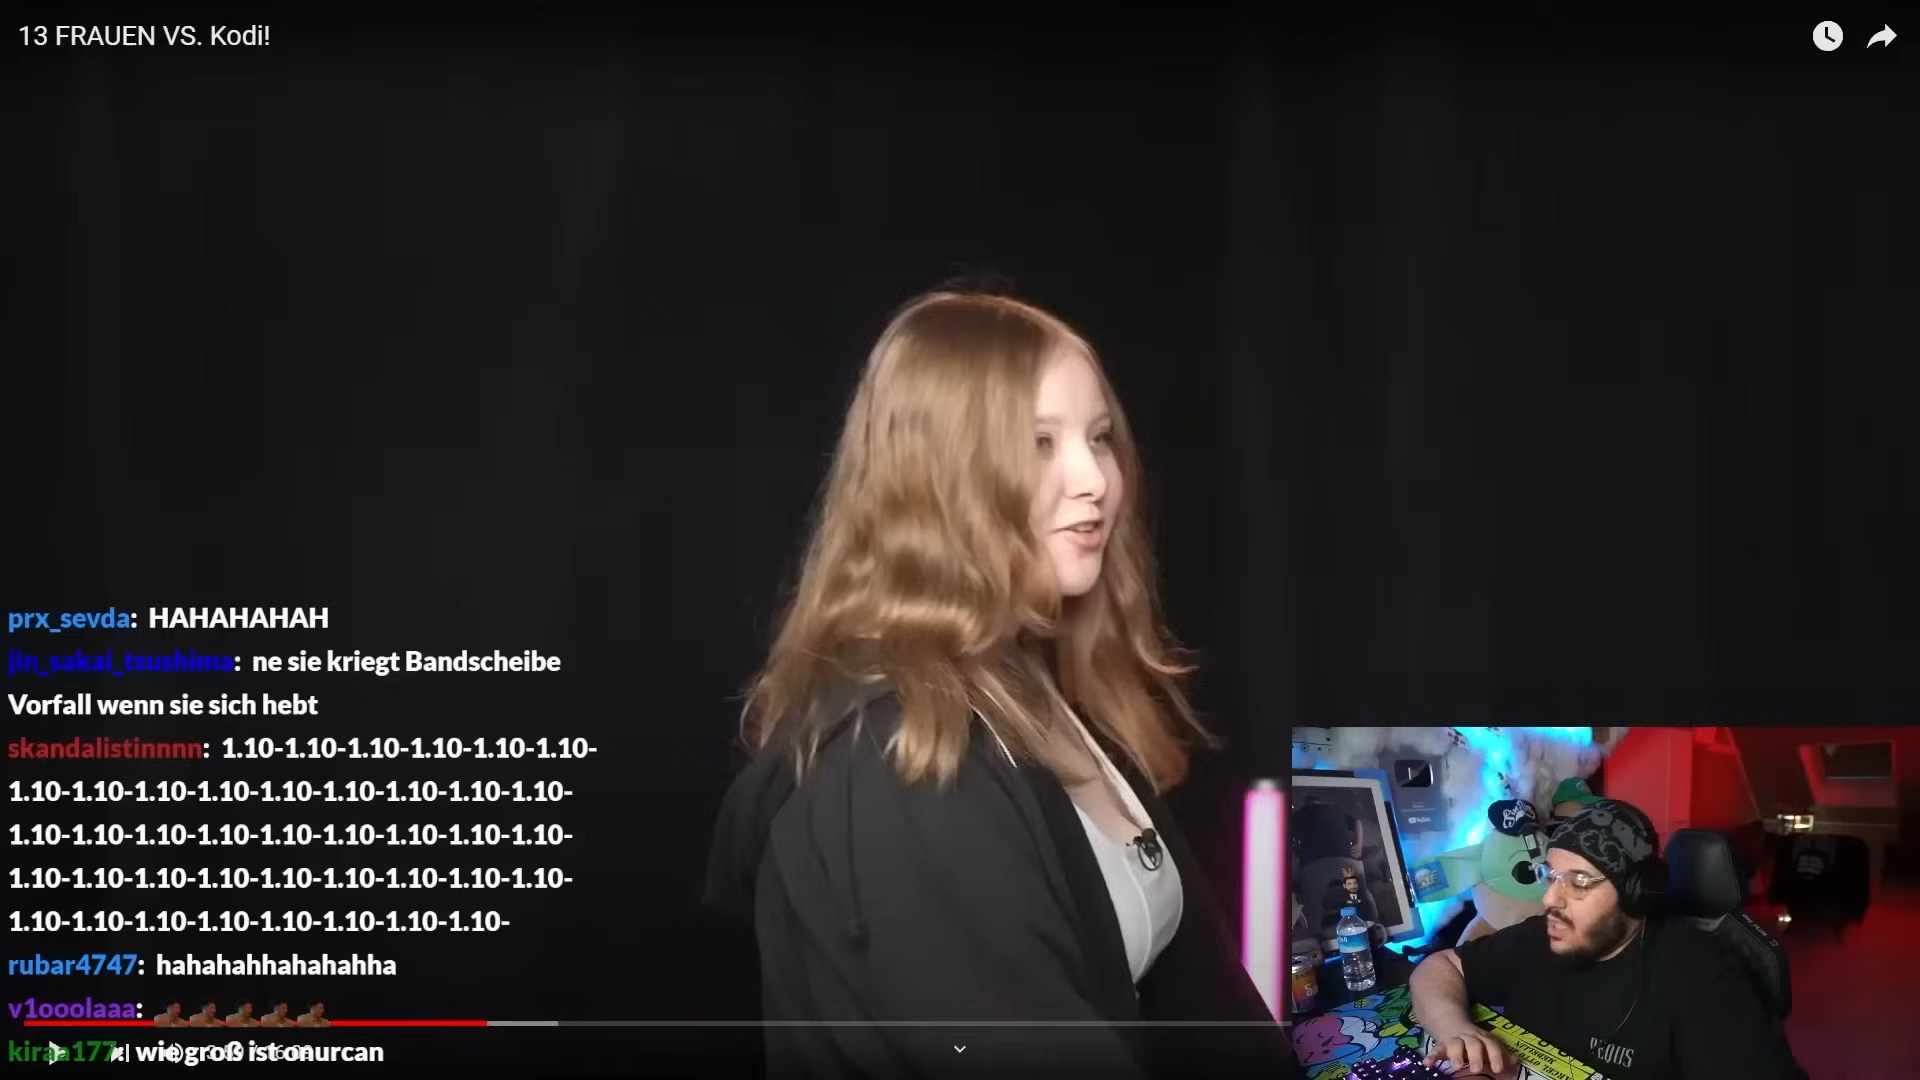 13 FRAUEN VS. Kodi!
prx_sevda: HAHAHAHAH
jin_sakai_tsushima: ne sie kriegt Bandscheibe
Vorfall wenn sie sich hebt
skandalistinnnn: 1.10-1.10-1.10-1.10-1.10-1.10-
1.10-1.10-1.10-1.10-1.10-1.10-1.10-1.10-1.10-
1.10-1.10-1.10-1.10-1.10-1.10-1.10-1.10-1.10-
1.10-1.10-1.10-1.10-1.10-1.10-1.10-1.10-1.10-
1.10-1.10-1.10-1.10-1.10-1.10-1.10-1.10-
rubar4747: hahahahhahahahha
v1ooolaaa:
kiraa177: wie groß ist onurcan